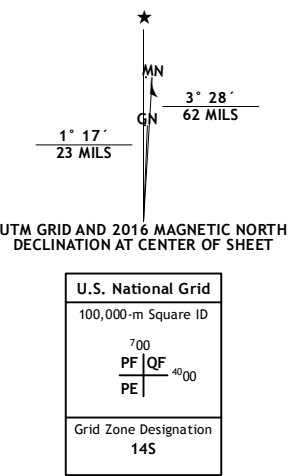 ★
MN
3° 28´
62 MILS
GN
1° 17´
23 MILS
UTM GRID AND 2016 MAGNETIC NORTH
DECLINATION AT CENTER OF SHEET
U.S. National Grid
100,000-m Square ID
700
PF QF
4000
PE
Grid Zone Designation
14S